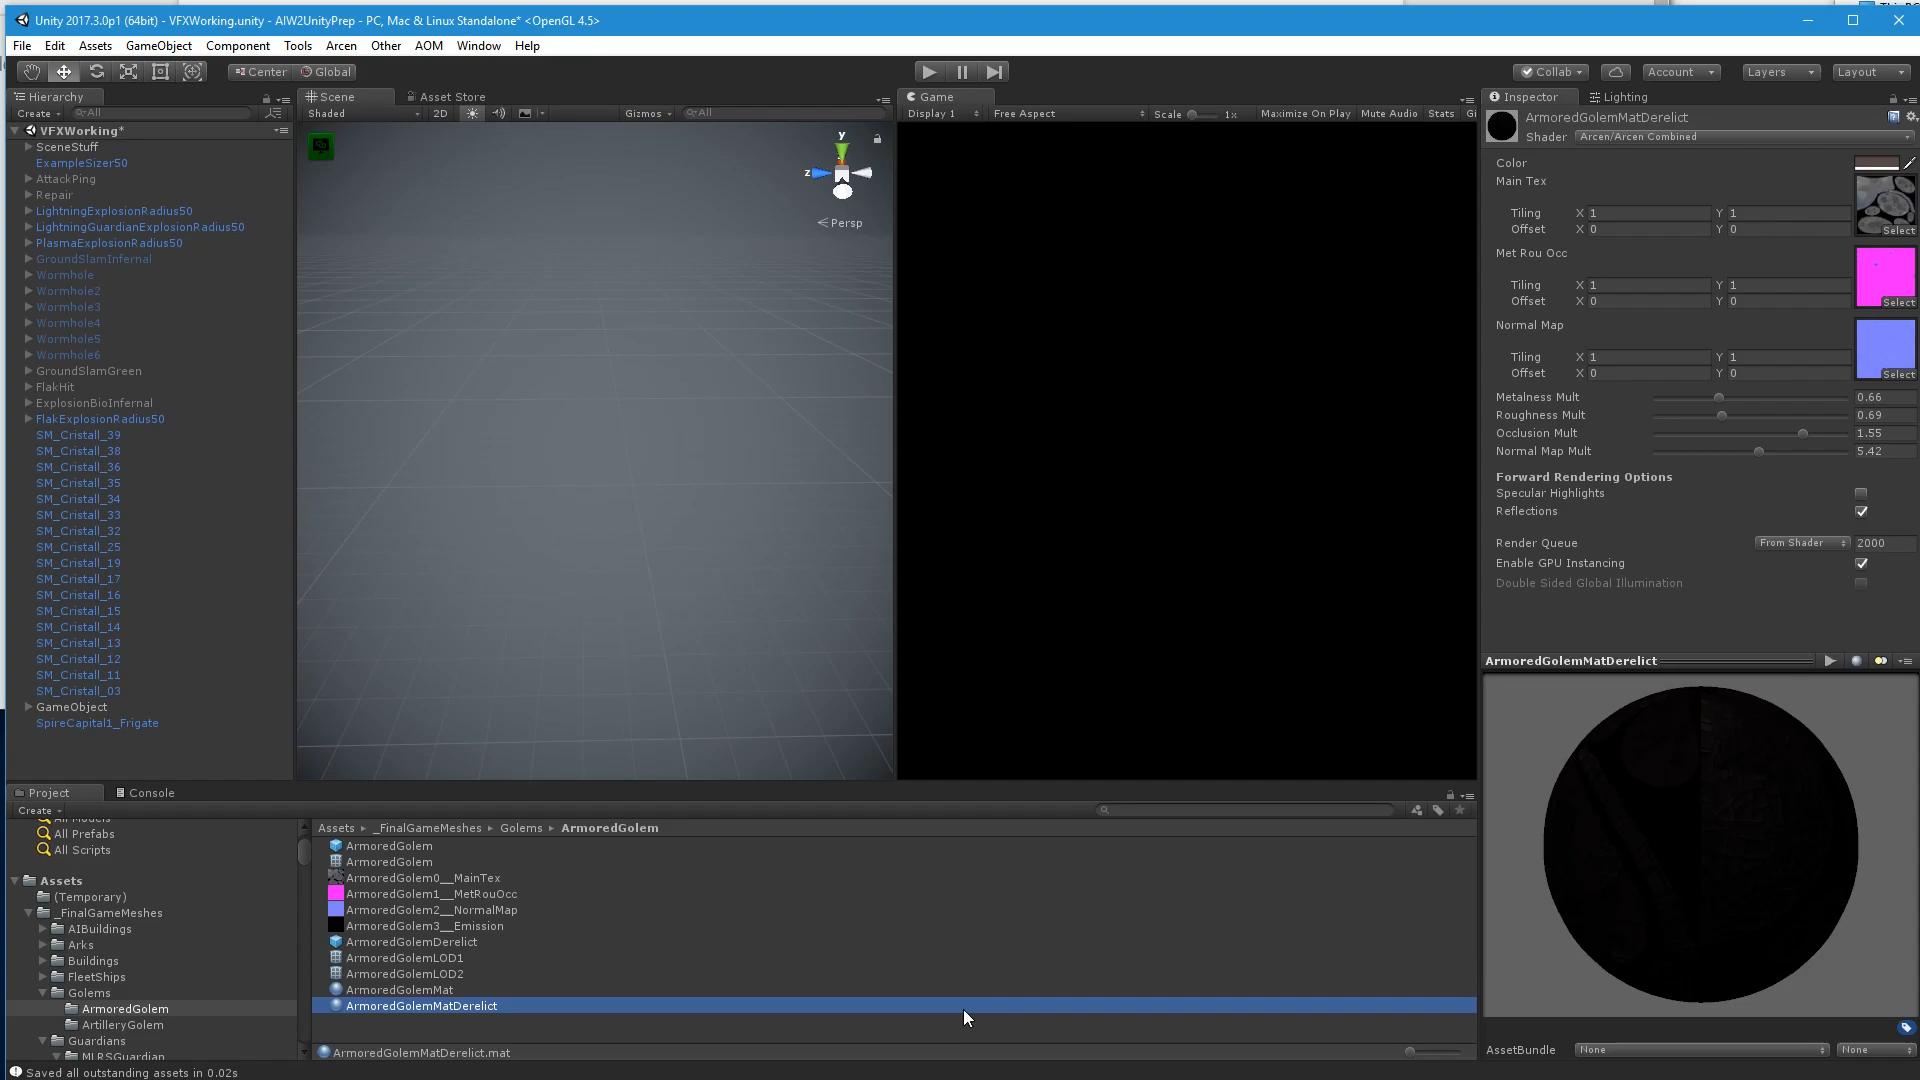 Unity 2017.3.0p1 (64bit) - VFXWorking.unity - AIW2UnityPrep - PC, Mac & Linux Standalone* <OpenGL 4.5>
File Edit Assets GameObject Component Tools Arcen Other AOM Window Help
Center Global Collab Account Layers Layout
Hierarchy
Create All
VFXWorking*
SceneStuff
ExampleSizer50
AttackPing
Repair
LightningExplosionRadius50
LightningGuardianExplosionRadius50
PlasmaExplosionRadius50
GroundSlamInfernal
Wormhole
Wormhole2
Wormhole3
Wormhole4
Wormhole5
Wormhole6
GroundSlamGreen
FlakHit
ExplosionBioInfernal
FlakExplosionRadius50
SM_Cristall_39
SM_Cristall_38
SM_Cristall_36
SM_Cristall_35
SM_Cristall_34
SM_Cristall_33
SM_Cristall_32
SM_Cristall_25
SM_Cristall_19
SM_Cristall_17
SM_Cristall_16
SM_Cristall_15
SM_Cristall_14
SM_Cristall_13
SM_Cristall_12
SM_Cristall_11
SM_Cristall_03
GameObject
SpireCapital1_Frigate
Scene Asset Store
Shaded 2D Gizmos All
y
z
Persp
Game
Display 1 Free Aspect Scale 1x Maximize On Play Mute Audio Stats Gi
Inspector Lighting
ArmoredGolemMatDerelict
Shader Arcen/Arcen Combined
Color
Main Tex
Tiling X 1 Y 1
Offset X 0 Y 0
Select
Met Rou Occ
Tiling X 1 Y 1
Offset X 0 Y 0
Select
Normal Map
Tiling X 1 Y 1
Offset X 0 Y 0
Select
Metalness Mult 0.66
Roughness Mult 0.69
Occlusion Mult 1.55
Normal Map Mult 5.42
Forward Rendering Options
Specular Highlights
Reflections
Render Queue From Shader 2000
Enable GPU Instancing
Double Sided Global Illumination
ArmoredGolemMatDerelict
AssetBundle None None
Project Console
Create
All Models
All Prefabs
All Scripts
Assets
(Temporary)
_FinalGameMeshes
AIBuildings
Arks
Buildings
FleetShips
Golems
ArmoredGolem
ArtilleryGolem
Guardians
MLRSGuardian
Assets _FinalGameMeshes Golems ArmoredGolem
ArmoredGolem
ArmoredGolem
ArmoredGolem0__MainTex
ArmoredGolem1__MetRouOcc
ArmoredGolem2__NormalMap
ArmoredGolem3__Emission
ArmoredGolemDerelict
ArmoredGolemLOD1
ArmoredGolemLOD2
ArmoredGolemMat
ArmoredGolemMatDerelict
ArmoredGolemMatDerelict.mat
Saved all outstanding assets in 0.02s